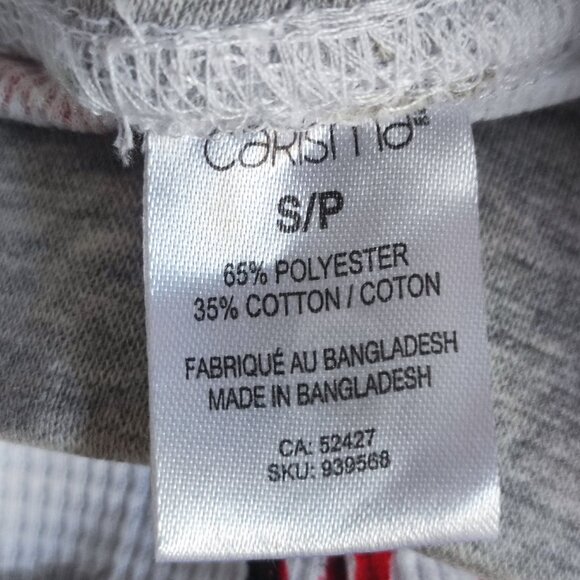 Carisma
S/P
65% POLYESTER
35% COTTON / COTON
FABRIQUÉ AU BANGLADESH
MADE IN BANGLADESH
CA: 52427
SKU: 939568